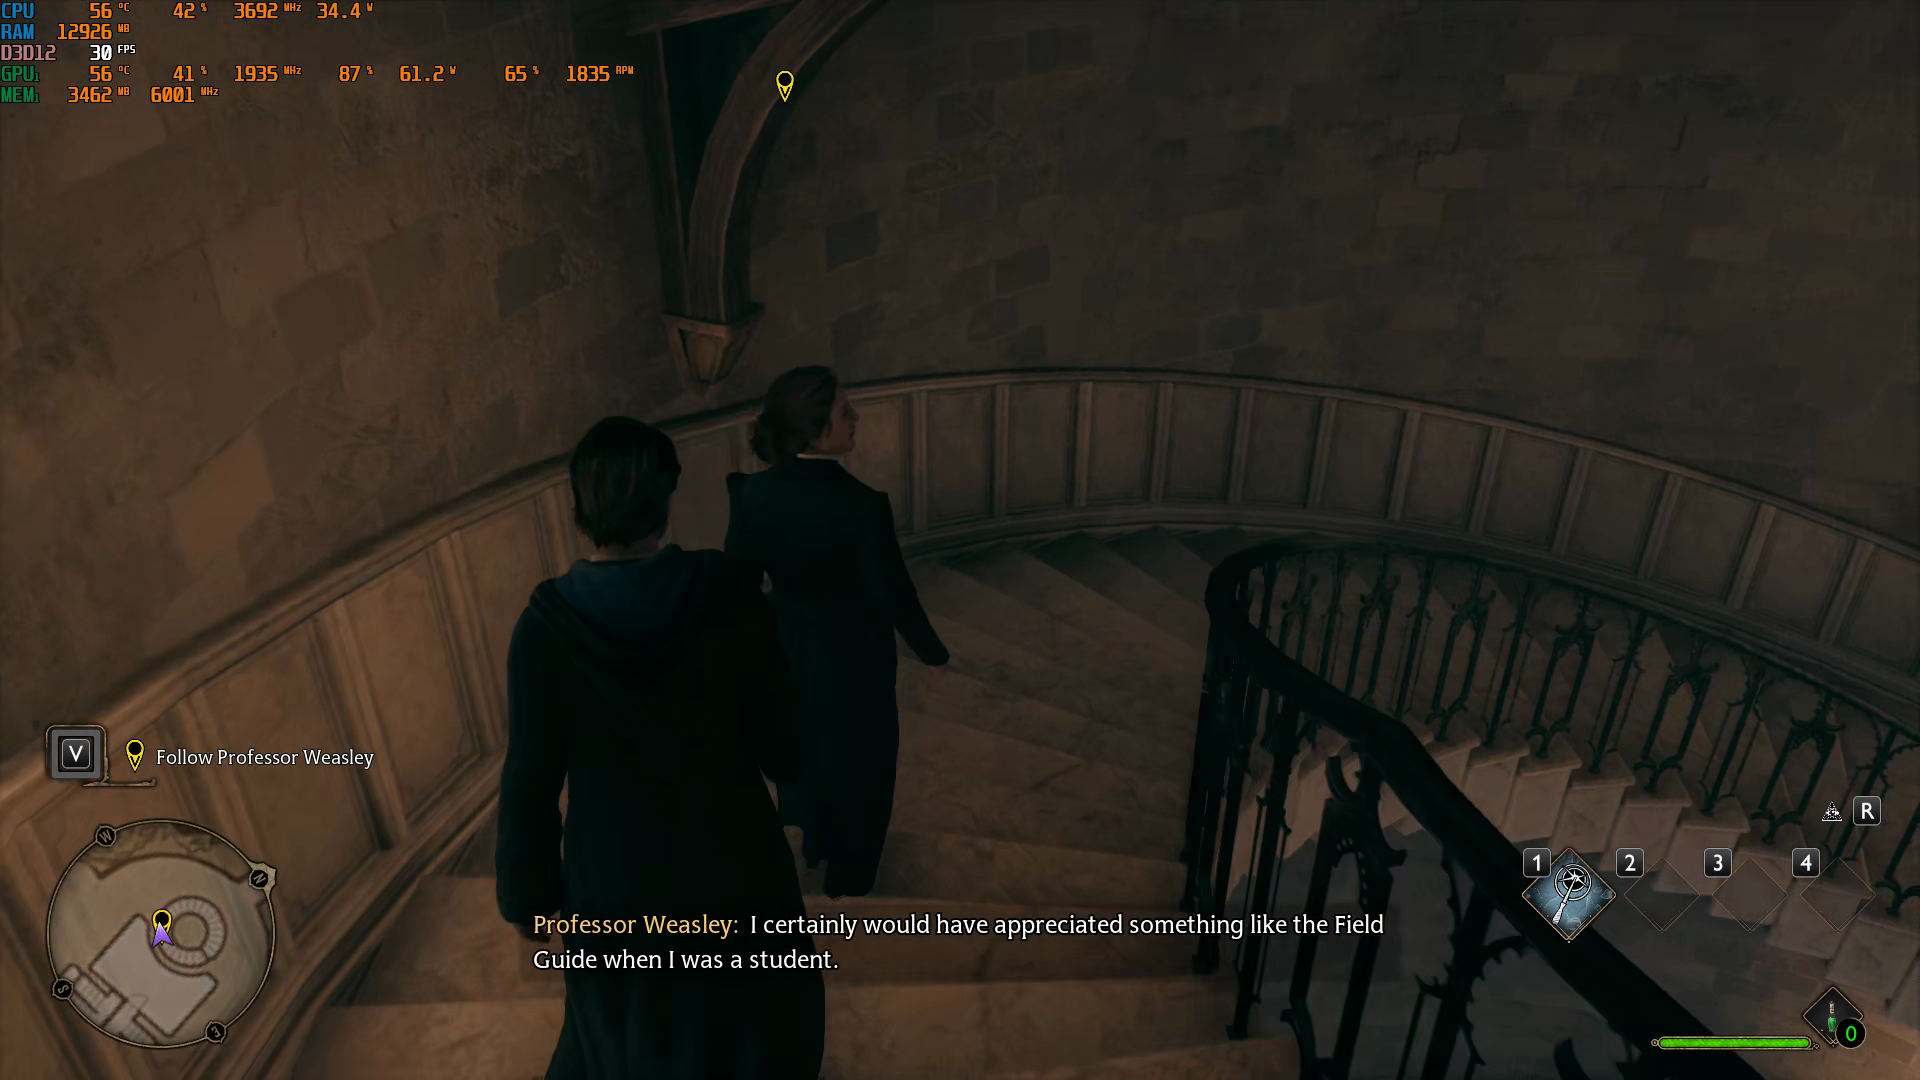 CPU 56 °C 42 % 3692 MHz 34.4 W
RAM 12926 MB
D3D12 30 FPS
GPU1 56 °C 41 % 1935 MHz 87 % 61.2 W 65 % 1835 RPM
MEM1 3462 MB 6001 MHz
V Follow Professor Weasley
W
N
S
E
R
1 2 3 4
Professor Weasley: I certainly would have appreciated something like the Field
Guide when I was a student.
0